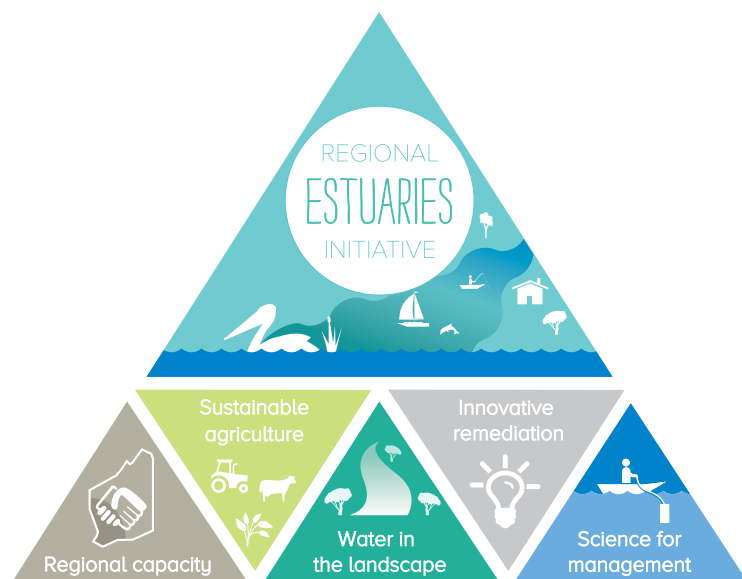 REGIONAL
ESTUARIES
INITIATIVE
Sustainable
agriculture
Innovative
remediation
Regional capacity
Water in
the landscape
Science for
management